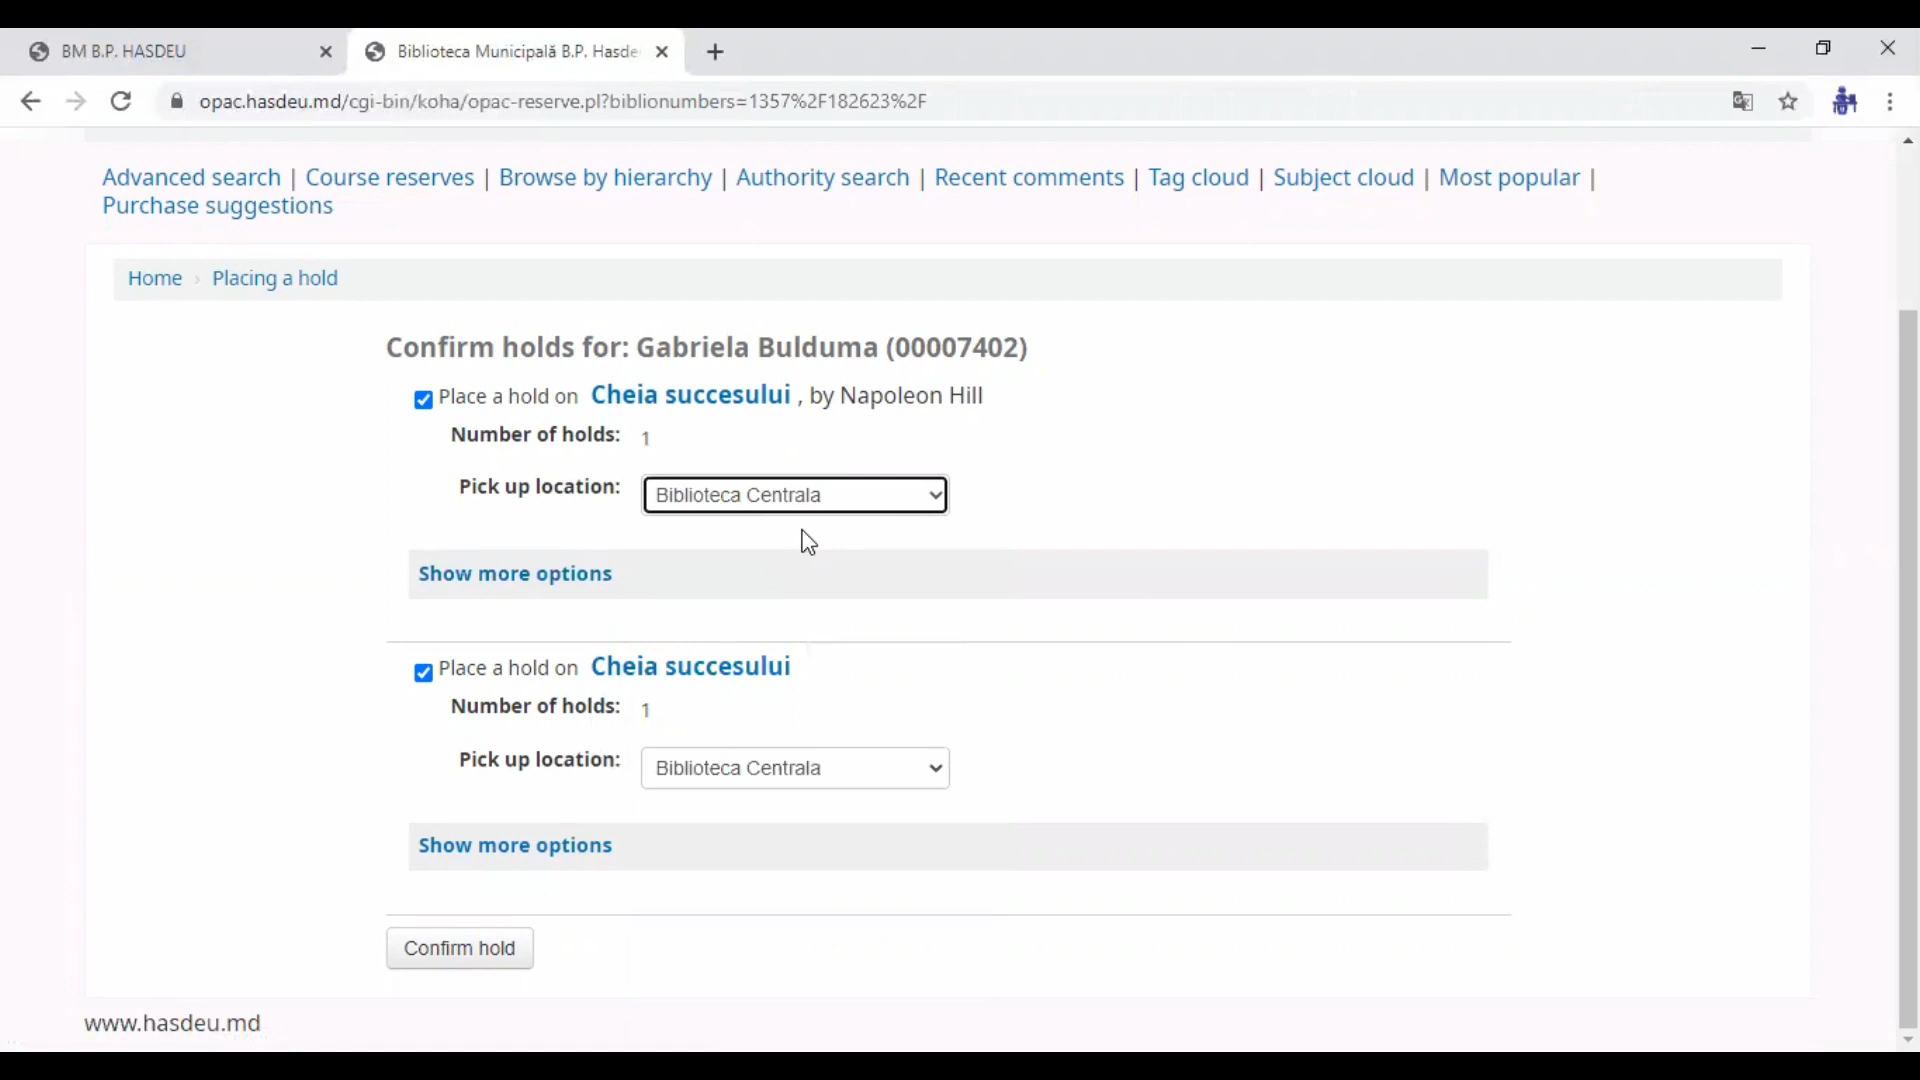 BM B.P. HASDEU
Biblioteca Municipală B.P. Hasde
opac.hasdeu.md/cgi-bin/koha/opac-reserve.pl?biblionumbers=1357%2F182623%2F
Advanced search | Course reserves | Browse by hierarchy | Authority search | Recent comments | Tag cloud | Subject cloud | Most popular |
Purchase suggestions
Home › Placing a hold
Confirm holds for: Gabriela Bulduma (00007402)
Place a hold on Cheia succesului , by Napoleon Hill
Number of holds: 1
Pick up location: Biblioteca Centrala
Show more options
Place a hold on Cheia succesului
Number of holds: 1
Pick up location: Biblioteca Centrala
Show more options
Confirm hold
www.hasdeu.md